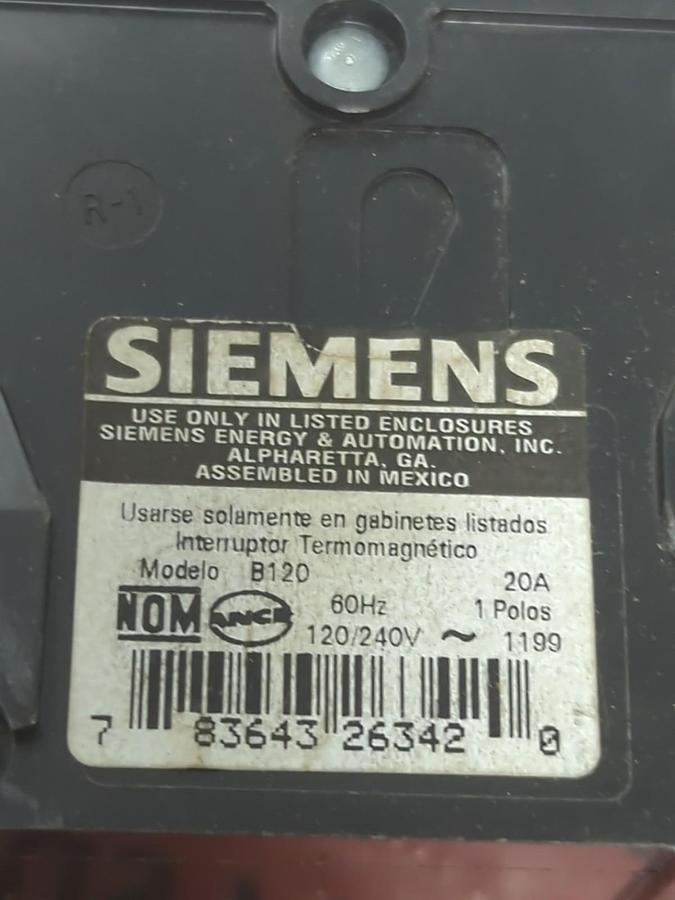 R-1
SIEMENS
USE ONLY IN LISTED ENCLOSURES
SIEMENS ENERGY & AUTOMATION, INC.
ALPHARETTA, GA.
ASSEMBLED IN MEXICO
Usarse solamente en gabinetes listados
Interruptor Termomagnético
Modelo B120 20A
NOM ANCE 60Hz 1 Polos
120/240V ~ 1199
7 83643 26342 0